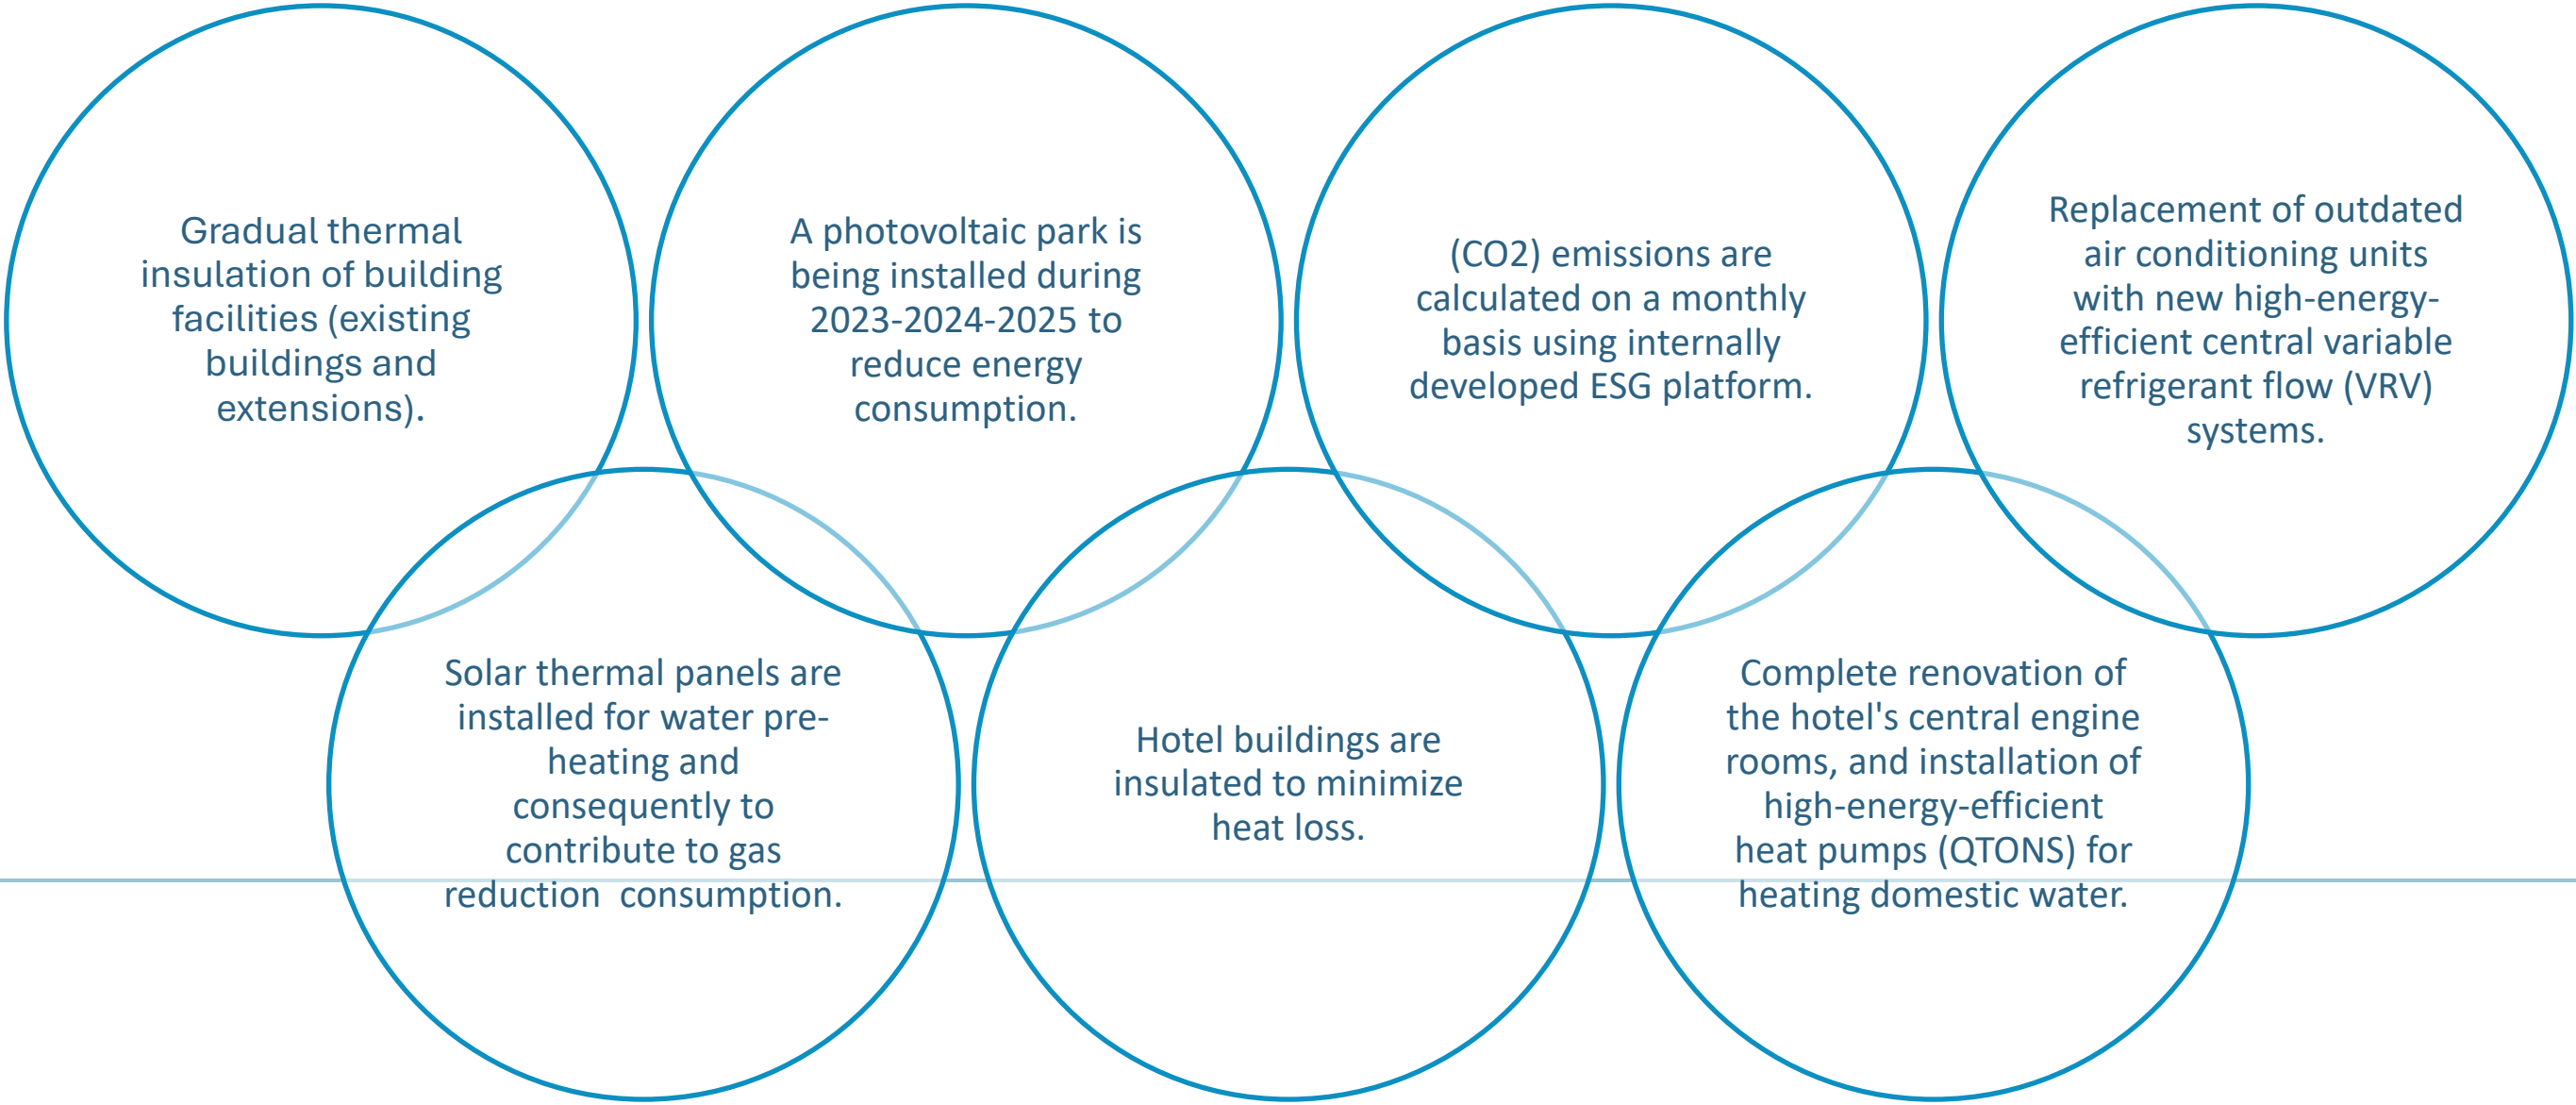 Gradual thermal
insulation of building
facilities (existing
buildings and
extensions).
Solar thermal panels are
installed for water pre-
heating and
consequently to
contribute to gas
reduction  consumption.
A photovoltaic park is
being installed during
2023-2024-2025 to
reduce energy
consumption.
Hotel buildings are
insulated to minimize
heat loss.
(CO2) emissions are
calculated on a monthly
basis using internally
developed ESG platform.
Complete renovation of
the hotel's central engine
rooms, and installation of
high-energy-efficient
heat pumps (QTONS) for
heating domestic water.
Replacement of outdated
air conditioning units
with new high-energy-
efficient central variable
refrigerant flow (VRV)
systems.